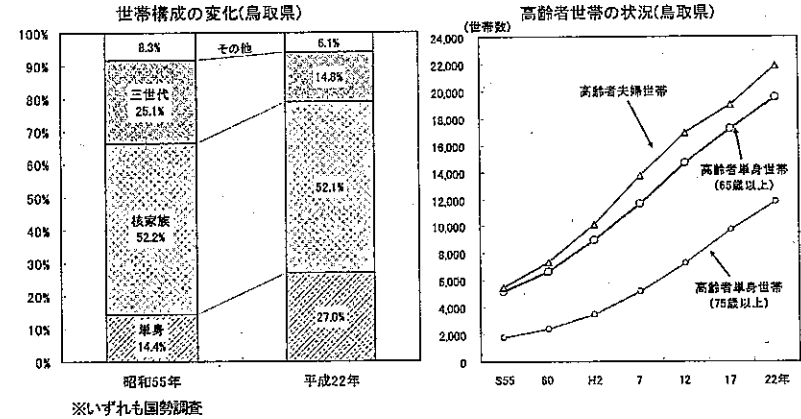 世帯構成の変化(鳥取県)
100%
90%
80%
70%
60%
50%
40%
30%
20%
10%
0%
8.3%
その他
6.1%
三世代
25.1%
14.8%
核家族
52.2%
52.1%
単身
14.4%
27.0%
昭和55年
平成22年
※いずれも国勢調査
高齢者世帯の状況(鳥取県)
(世帯数)
24,000
22,000
20,000
18,000
16,000
14,000
12,000
10,000
8,000
6,000
4,000
2,000
0
高齢者夫婦世帯
高齢者単身世帯
(65歳以上)
高齢者単身世帯
(75歳以上)
S55
60
H2
7
12
17
22年